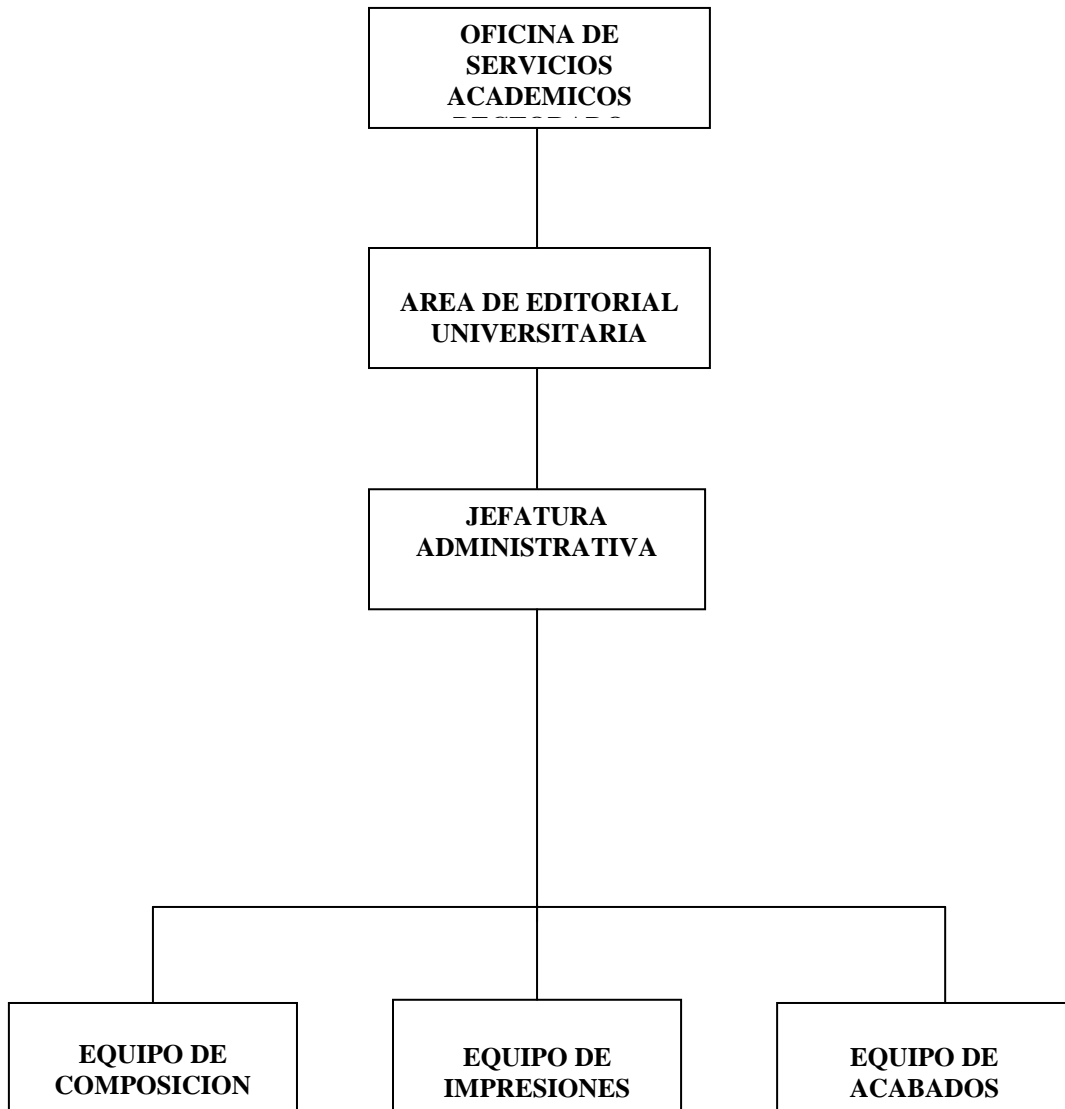 OFICINA DE
SERVICIOS
ACADEMICOS
AREA DE EDITORIAL
UNIVERSITARIA
JEFATURA
ADMINISTRATIVA
EQUIPO DE
COMPOSICION
EQUIPO DE
IMPRESIONES
EQUIPO DE
ACABADOS